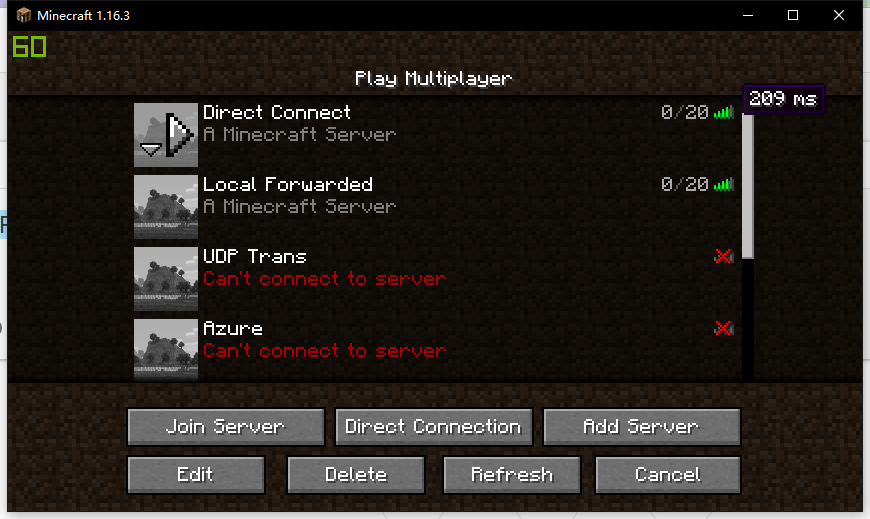 Minecraft 1.16.3
60
Play Multiplayer
209 ms
Direct Connect 0/20
A Minecraft Server
Local Forwarded 0/20
A Minecraft Server
UDP Trans
Can't connect to server
Azure
Can't connect to server
Join Server Direct Connection Add Server
Edit Delete Refresh Cancel